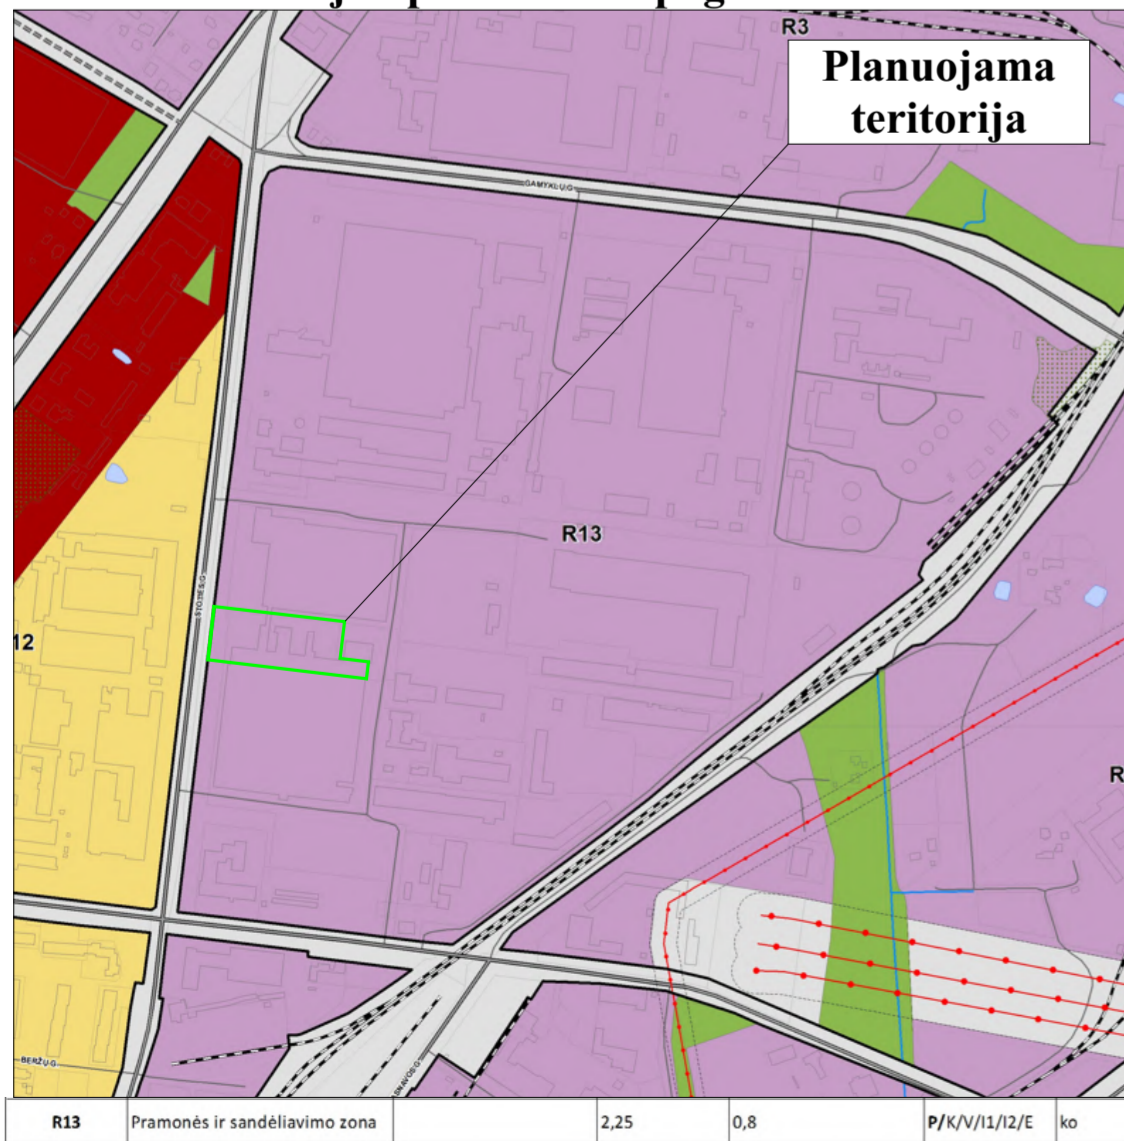 R3
Planuojama
teritorija
GAMYKLŲ G.
R13
STOTIES G.
12
R
BERŽŲ G.
R13 Pramonės ir sandėliavimo zona 2,25 0,8 P/K/V/I1/I2/E ko